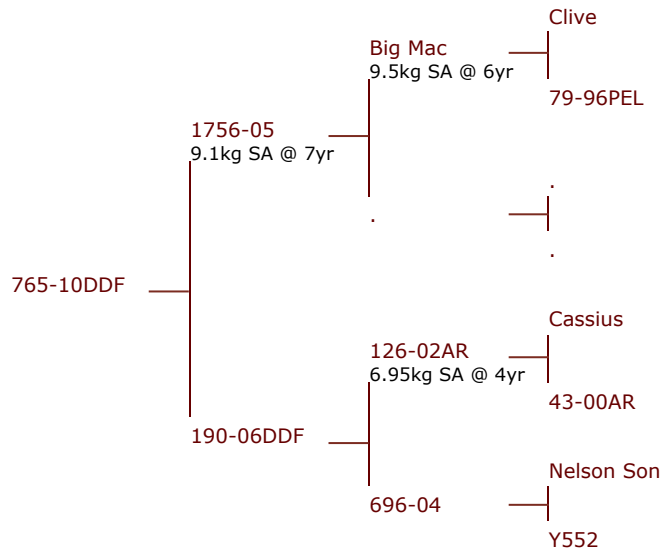 Clive
Big Mac
9.5kg SA @ 6yr
79-96PEL
1756-05
9.1kg SA @ 7yr
.
.
.
765-10DDF
Cassius
126-02AR
6.95kg SA @ 4yr
43-00AR
190-06DDF
Nelson Son
696-04
Y552